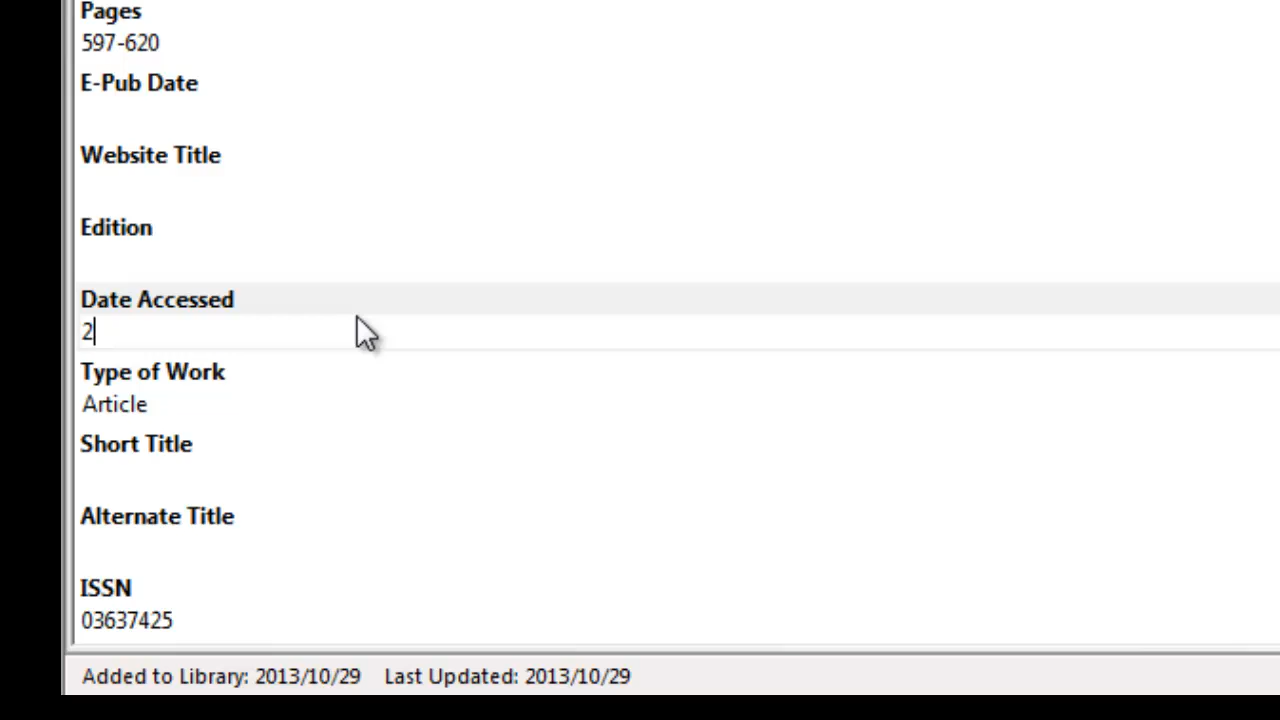 Pages
597-620
E-Pub Date
Website Title
Edition
Date Accessed
2
Type of Work
Article
Short Title
Alternate Title
ISSN
03637425
Added to Library: 2013/10/29 Last Updated: 2013/10/29